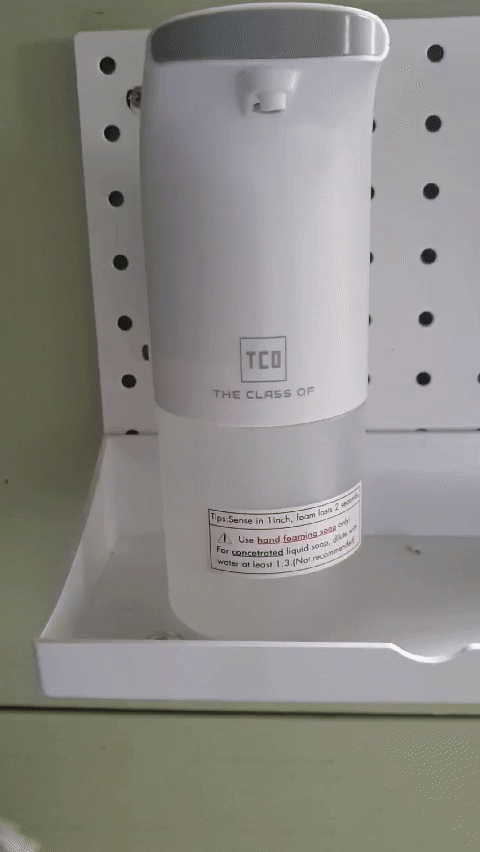 TCO
THE CLASS OF
Tips:Sense in 1inch, foam lasts 2 seconds
Use hand foaming soap only.
For concetrated liquid soap, dilute with
water at least 1:3.(Not recommended)